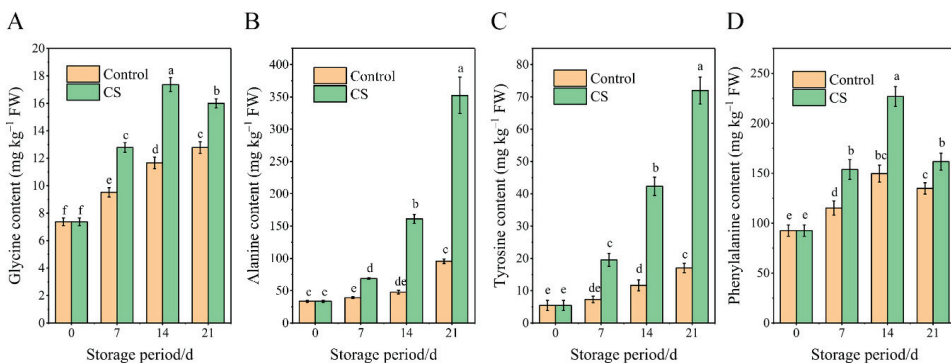 A
Glycine content (mg kg⁻¹ FW)
20
18
16
14
12
10
8
6
4
2
0
Control
CS
f f e c d a c b
0 7 14 21
Storage period/d
B
Alanine content (mg kg⁻¹ FW)
400
350
300
250
200
150
100
50
0
Control
CS
e e e d de b c a
0 7 14 21
Storage period/d
C
Tyrosine content (mg kg⁻¹ FW)
80
60
40
20
0
Control
CS
e e de c d b c a
0 7 14 21
Storage period/d
D
Phenylalanine content (mg kg⁻¹ FW)
250
200
150
100
50
0
Control
CS
e e d b bc a c b
0 7 14 21
Storage period/d